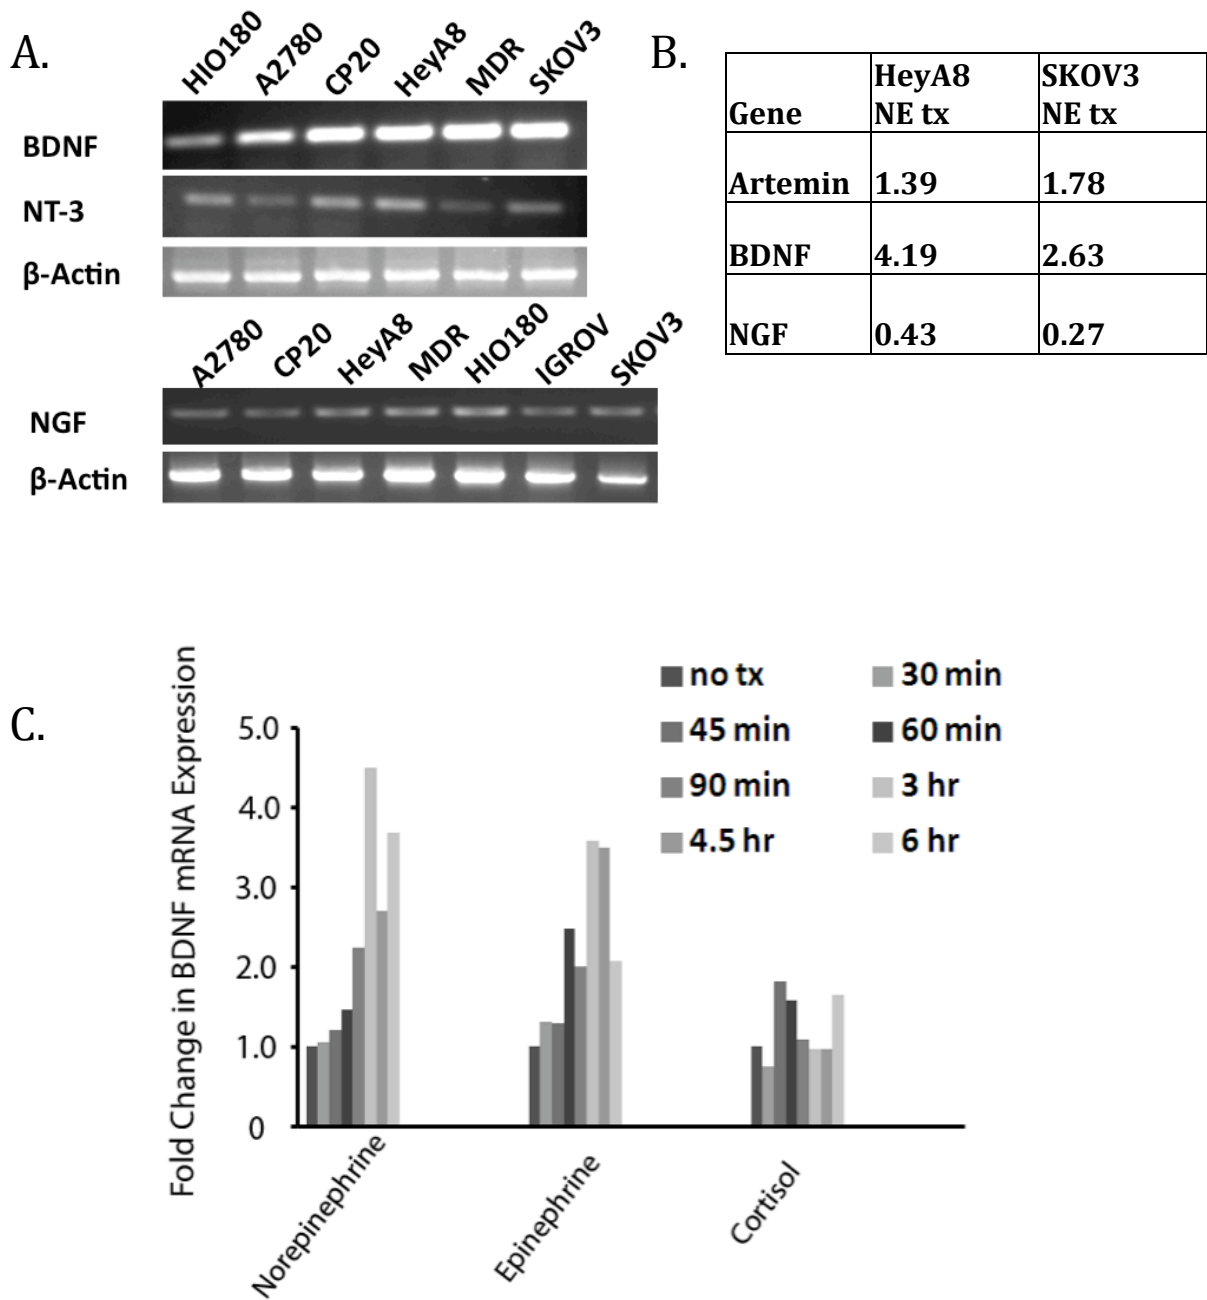 A.
HIO180 A2780 CP20 HeyA8 MDR SKOV3
BDNF
NT-3
β-Actin
A2780 CP20 HeyA8 MDR HIO180 IGROV SKOV3
NGF
β-Actin
B.
Gene HeyA8 NE tx SKOV3 NE tx
Artemin 1.39 1.78
BDNF 4.19 2.63
NGF 0.43 0.27
C.
Fold Change in BDNF mRNA Expression
5.0
4.0
3.0
2.0
1.0
0
no tx 30 min
45 min 60 min
90 min 3 hr
4.5 hr 6 hr
Norepinephrine Epinephrine Cortisol